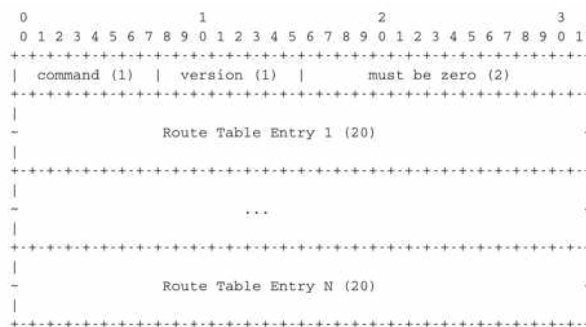 0                   1                   2                   3
0 1 2 3 4 5 6 7 8 9 0 1 2 3 4 5 6 7 8 9 0 1 2 3 4 5 6 7 8 9 0 1
+-+-+-+-+-+-+-+-+-+-+-+-+-+-+-+-+-+-+-+-+-+-+-+-+-+-+-+-+-+-+-+-
| command (1) | version (1) | must be zero (2)
+-+-+-+-+-+-+-+-+-+-+-+-+-+-+-+-+-+-+-+-+-+-+-+-+-+-+-+-+-+-+-+-
|
~ Route Table Entry 1 (20)
|
+-+-+-+-+-+-+-+-+-+-+-+-+-+-+-+-+-+-+-+-+-+-+-+-+-+-+-+-+-+-+-+-
|
~ ...
|
+-+-+-+-+-+-+-+-+-+-+-+-+-+-+-+-+-+-+-+-+-+-+-+-+-+-+-+-+-+-+-+-
|
~ Route Table Entry N (20)
|
+-+-+-+-+-+-+-+-+-+-+-+-+-+-+-+-+-+-+-+-+-+-+-+-+-+-+-+-+-+-+-+-